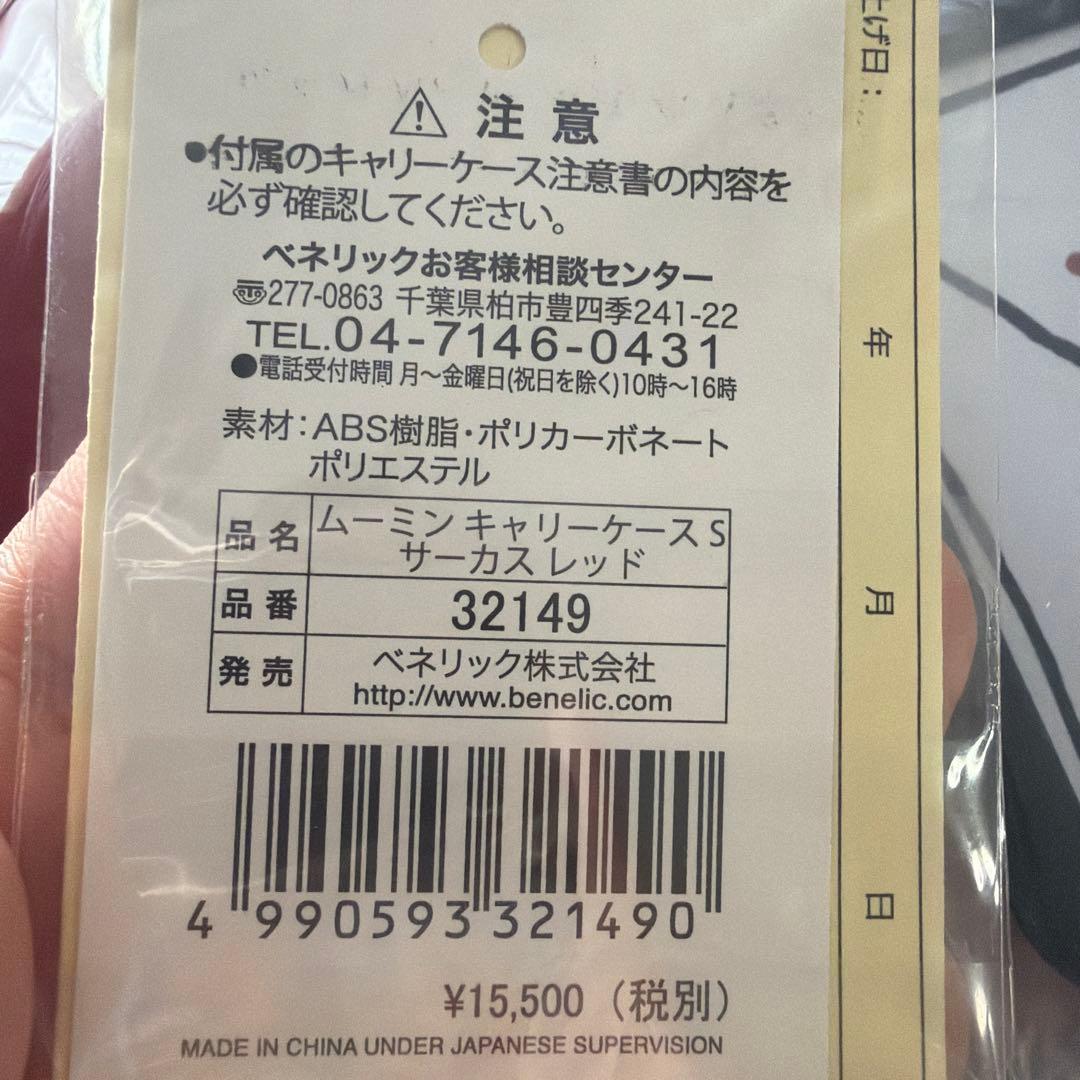 注意
●付属のキャリーケース注意書の内容を
必ず確認してください。
ベネリックお客様相談センター
〠277-0863 千葉県柏市豊四季241-22
TEL.04-7146-0431
●電話受付時間 月～金曜日(祝日を除く)10時～16時
素材：ABS樹脂・ポリカーボネート
ポリエステル
品名 ムーミン キャリーケース S
サーカス レッド
品番 32149
発売 ベネリック株式会社
http://www.benelic.com
4 990593 321490
¥15,500（税別）
MADE IN CHINA UNDER JAPANESE SUPERVISION
上げ日：
年
月
日